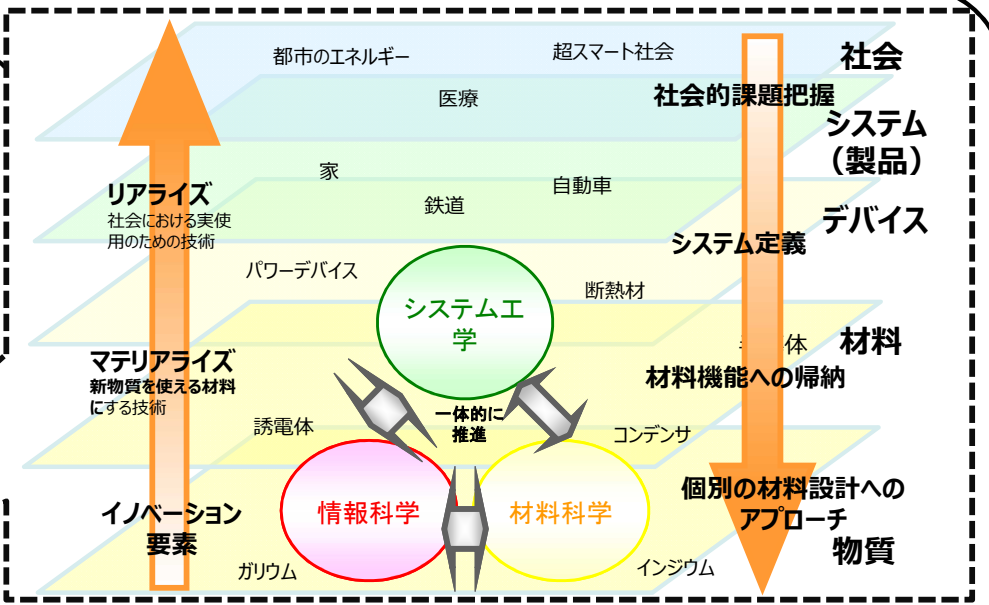 都市のエネルギー
超スマート社会
社会
医療
社会的課題把握
システム
（製品）
家
自動車
リアライズ
鉄道
社会における実使
用のための技術
デバイス
システム定義
パワーデバイス
断熱材
システム工
学
体
材料
マテリアライズ
新物質を使える材料
にする技術
材料機能への帰納
一体的に
推進
誘電体
コンデンサ
個別の材料設計への
アプローチ
イノベーション
要素
情報科学
材料科学
物質
ガリウム
インジウム